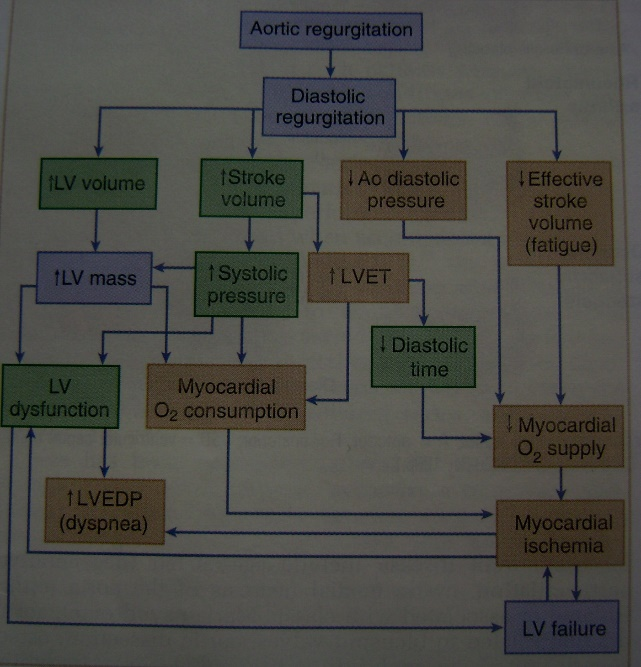 Aortic regurgitation
Diastolic
regurgitation
↑LV volume
↑Stroke
volume
↓Ao diastolic
pressure
↓Effective
stroke
volume
(fatigue)
↑LV mass
↑Systolic
pressure
↑LVET
↓Diastolic
time
LV
dysfunction
Myocardial
O₂ consumption
↓Myocardial
O₂ supply
↑LVEDP
(dyspnea)
Myocardial
ischemia
LV failure